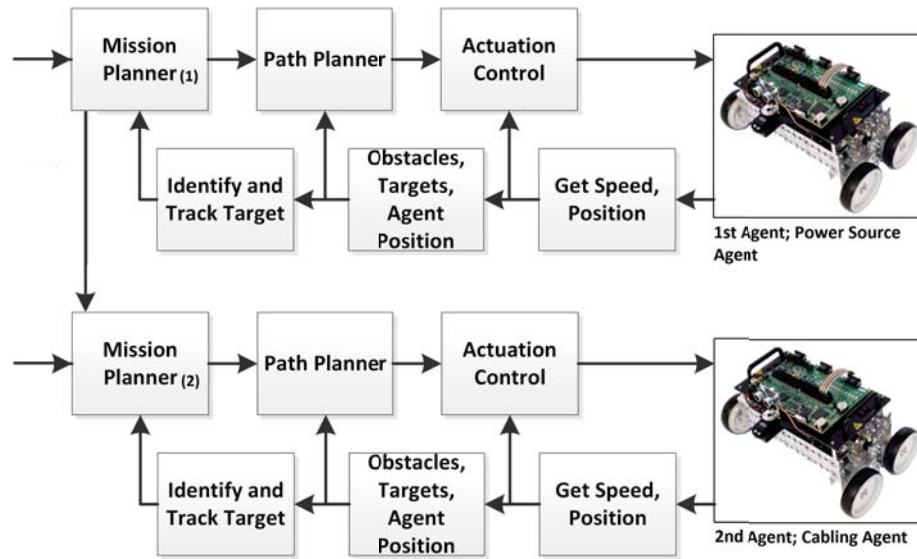 Mission
Planner (1)
Path Planner
Actuation
Control
Identify and
Track Target
Obstacles,
Targets,
Agent
Position
Get Speed,
Position
1st Agent; Power Source
Agent
Mission
Planner (2)
Path Planner
Actuation
Control
Identify and
Track Target
Obstacles,
Targets,
Agent
Position
Get Speed,
Position
2nd Agent; Cabling Agent